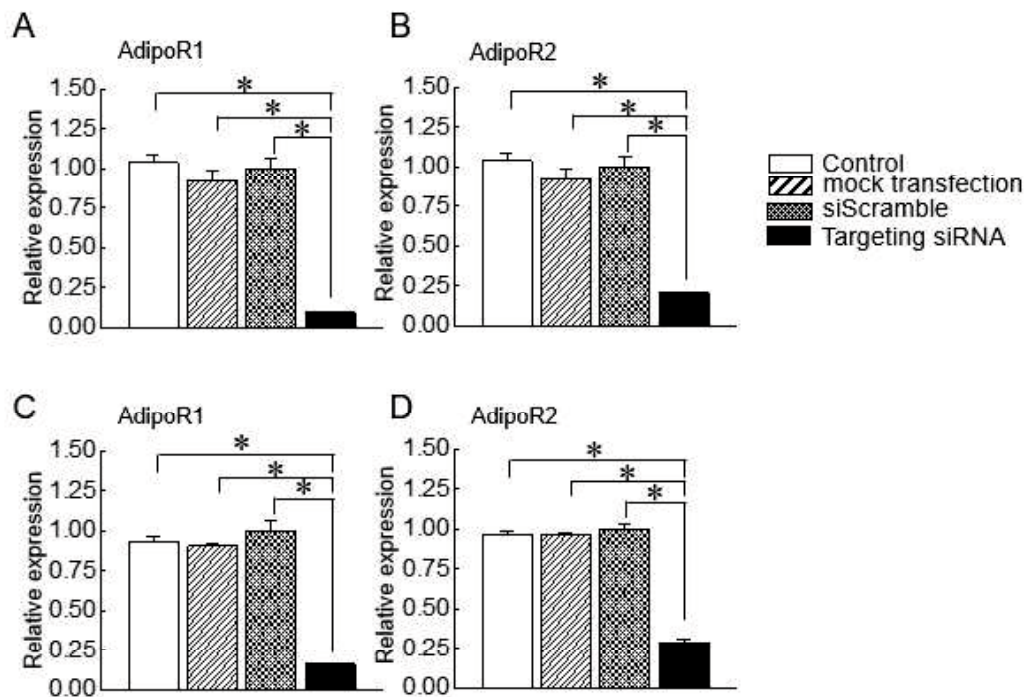 A
AdipoR1
Relative expression
1.50
1.25
1.00
0.75
0.50
0.25
0.00
*
*
*
B
AdipoR2
Relative expression
1.50
1.25
1.00
0.75
0.50
0.25
0.00
*
*
*
Control
mock transfection
siScramble
Targeting siRNA
C
AdipoR1
Relative expression
1.50
1.25
1.00
0.75
0.50
0.25
0.00
*
*
*
D
AdipoR2
Relative expression
1.50
1.25
1.00
0.75
0.50
0.25
0.00
*
*
*